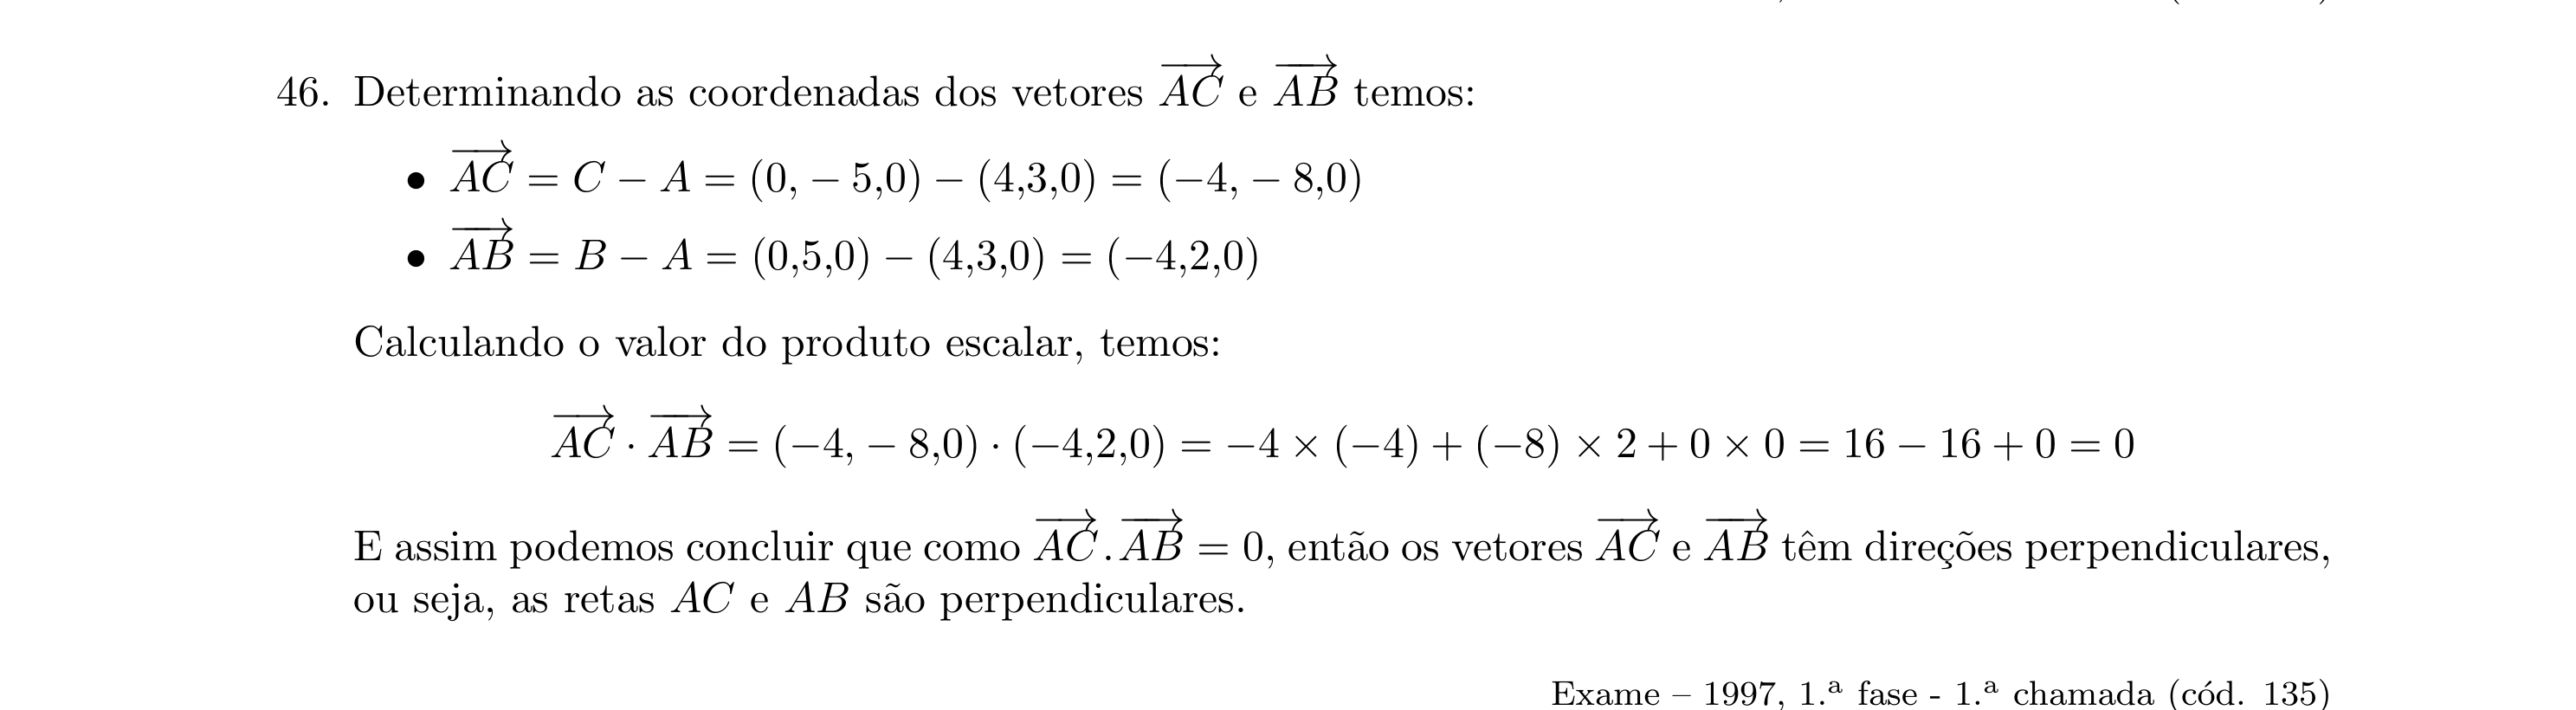 46. Determinando as coordenadas dos vetores $\overrightarrow{AC}$ e $\overrightarrow{AB}$ temos:
• $\overrightarrow{AC} = C - A = (0,-5{,}0) - (4{,}3{,}0) = (-4,-8{,}0)$
• $\overrightarrow{AB} = B - A = (0{,}5{,}0) - (4{,}3{,}0) = (-4{,}2{,}0)$
Calculando o valor do produto escalar, temos:
$\overrightarrow{AC} \cdot \overrightarrow{AB} = (-4,-8{,}0) \cdot (-4{,}2{,}0) = -4 \times (-4) + (-8) \times 2 + 0 \times 0 = 16 - 16 + 0 = 0$
E assim podemos concluir que como $\overrightarrow{AC}.\overrightarrow{AB} = 0$, então os vetores $\overrightarrow{AC}$ e $\overrightarrow{AB}$ têm direções perpendiculares,
ou seja, as retas $AC$ e $AB$ são perpendiculares.
Exame – 1997, 1.ª fase - 1.ª chamada (cód. 135)